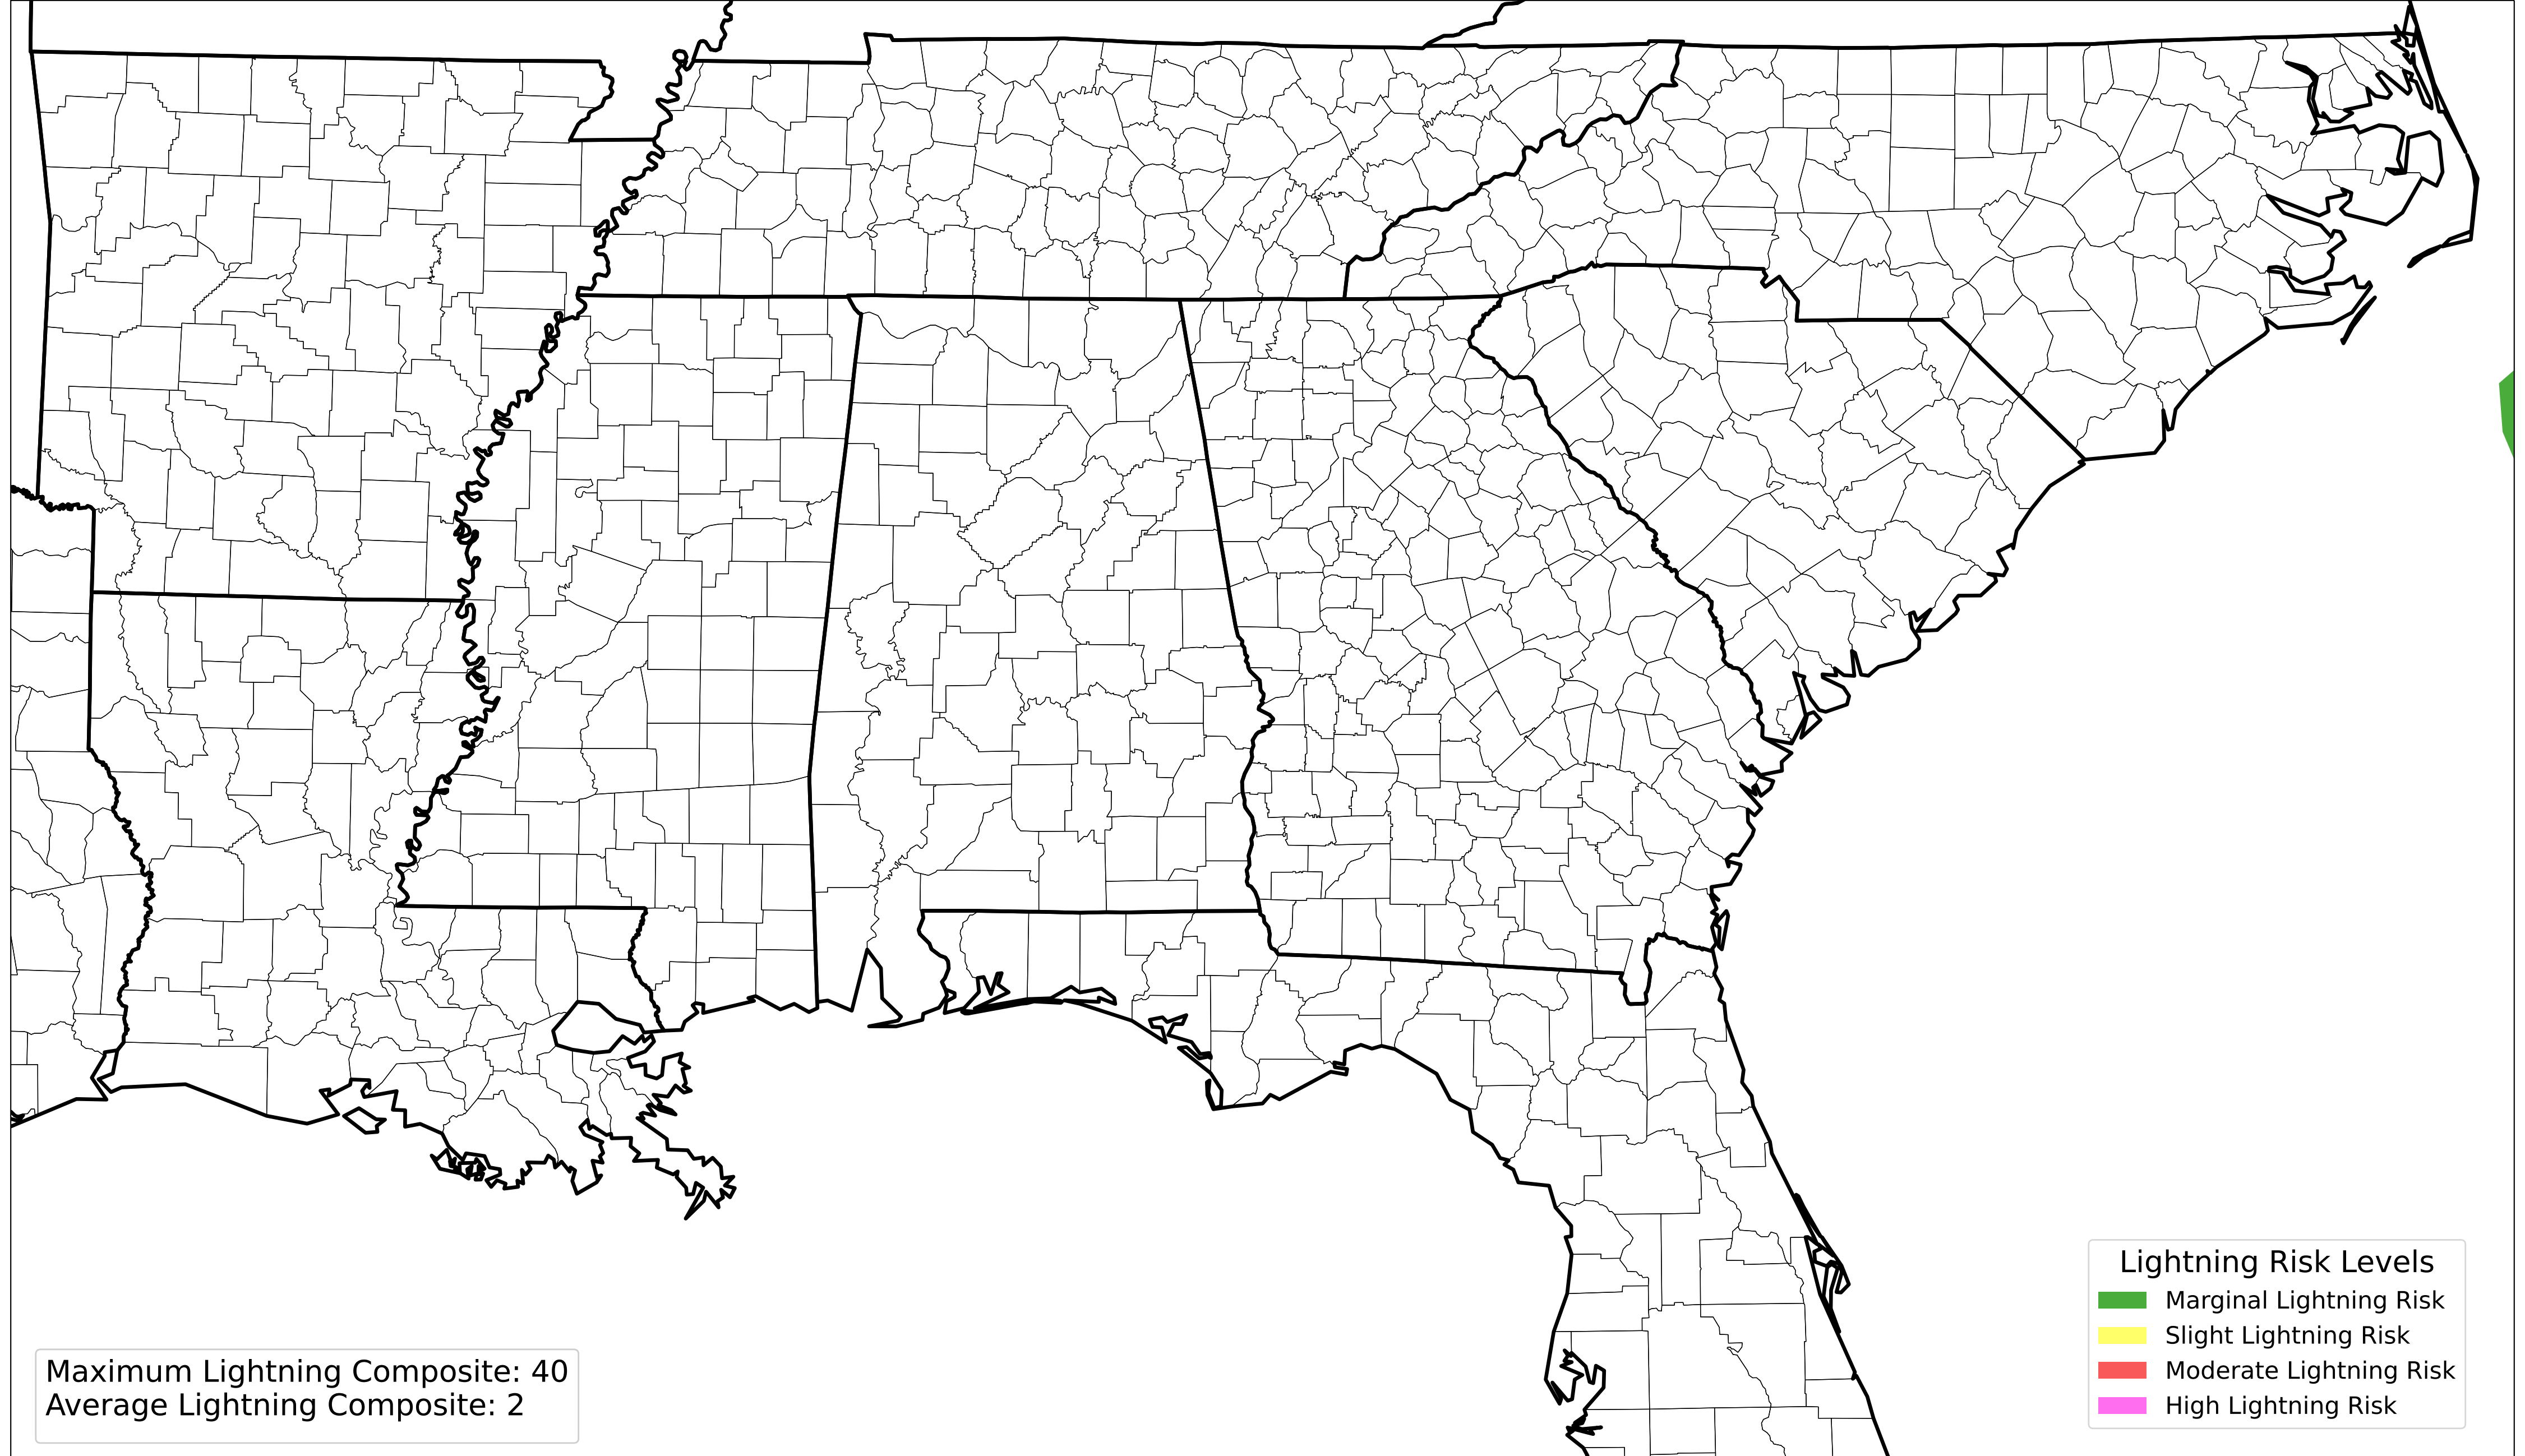 Lightning Risk Levels
Marginal Lightning Risk
Slight Lightning Risk
Moderate Lightning Risk
High Lightning Risk
Maximum Lightning Composite: 40
Average Lightning Composite: 2